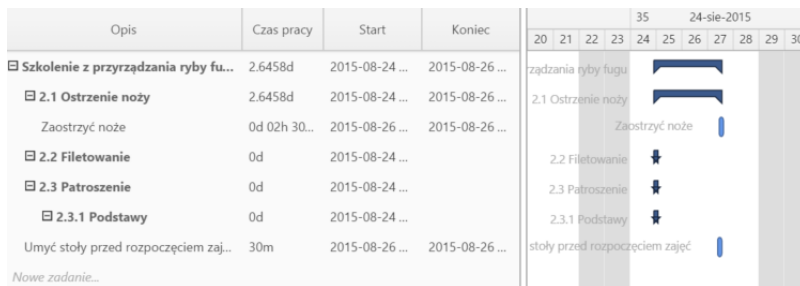 Opis Czas pracy Start Koniec 35 24-sie-2015
20 21 22 23 24 25 26 27 28 29 30
Szkolenie z przyrządzania ryby fu... 2.6458d 2015-08-24 ... 2015-08-26 ... rządzania ryby fugu
2.1 Ostrzenie noży 2.6458d 2015-08-24 ... 2015-08-26 ... 2.1 Ostrzenie noży
Zaostrzyć noże 0d 02h 30... 2015-08-26 ... 2015-08-26 ... Zaostrzyć noże
2.2 Filetowanie 0d 2015-08-24 ... 2.2 Filetowanie
2.3 Patroszenie 0d 2015-08-24 ... 2.3 Patroszenie
2.3.1 Podstawy 0d 2015-08-24 ... 2.3.1 Podstawy
Umyć stoły przed rozpoczęciem zaj... 30m 2015-08-26 ... 2015-08-26 ... stoły przed rozpoczęciem zajęć
Nowe zadanie...